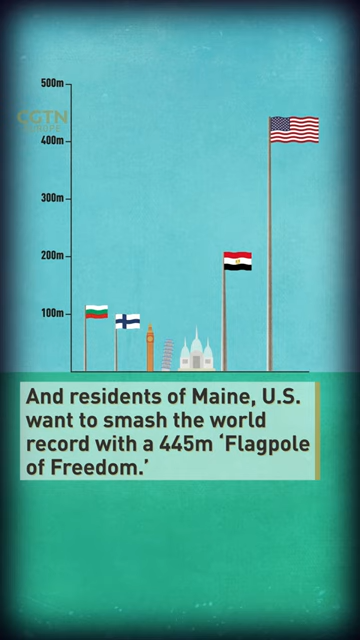 500m
CGTN
EUROPE
400m
300m
200m
100m
And residents of Maine, U.S.
want to smash the world
record with a 445m ‘Flagpole
of Freedom.’